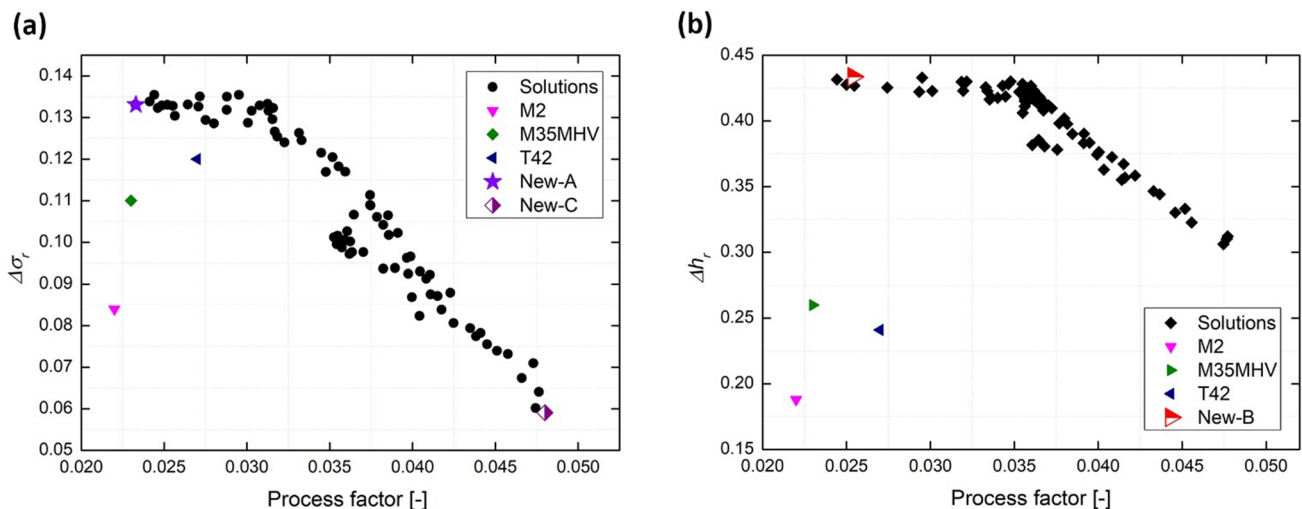 (a)
0.14
0.13
0.12
0.11
0.10
0.09
0.08
0.07
0.06
0.05
Δσr
0.020 0.025 0.030 0.035 0.040 0.045 0.050
Process factor [-]
Solutions
M2
M35MHV
T42
New-A
New-C
(b)
0.45
0.40
0.35
0.30
0.25
0.20
0.15
Δhr
0.020 0.025 0.030 0.035 0.040 0.045 0.050
Process factor [-]
Solutions
M2
M35MHV
T42
New-B